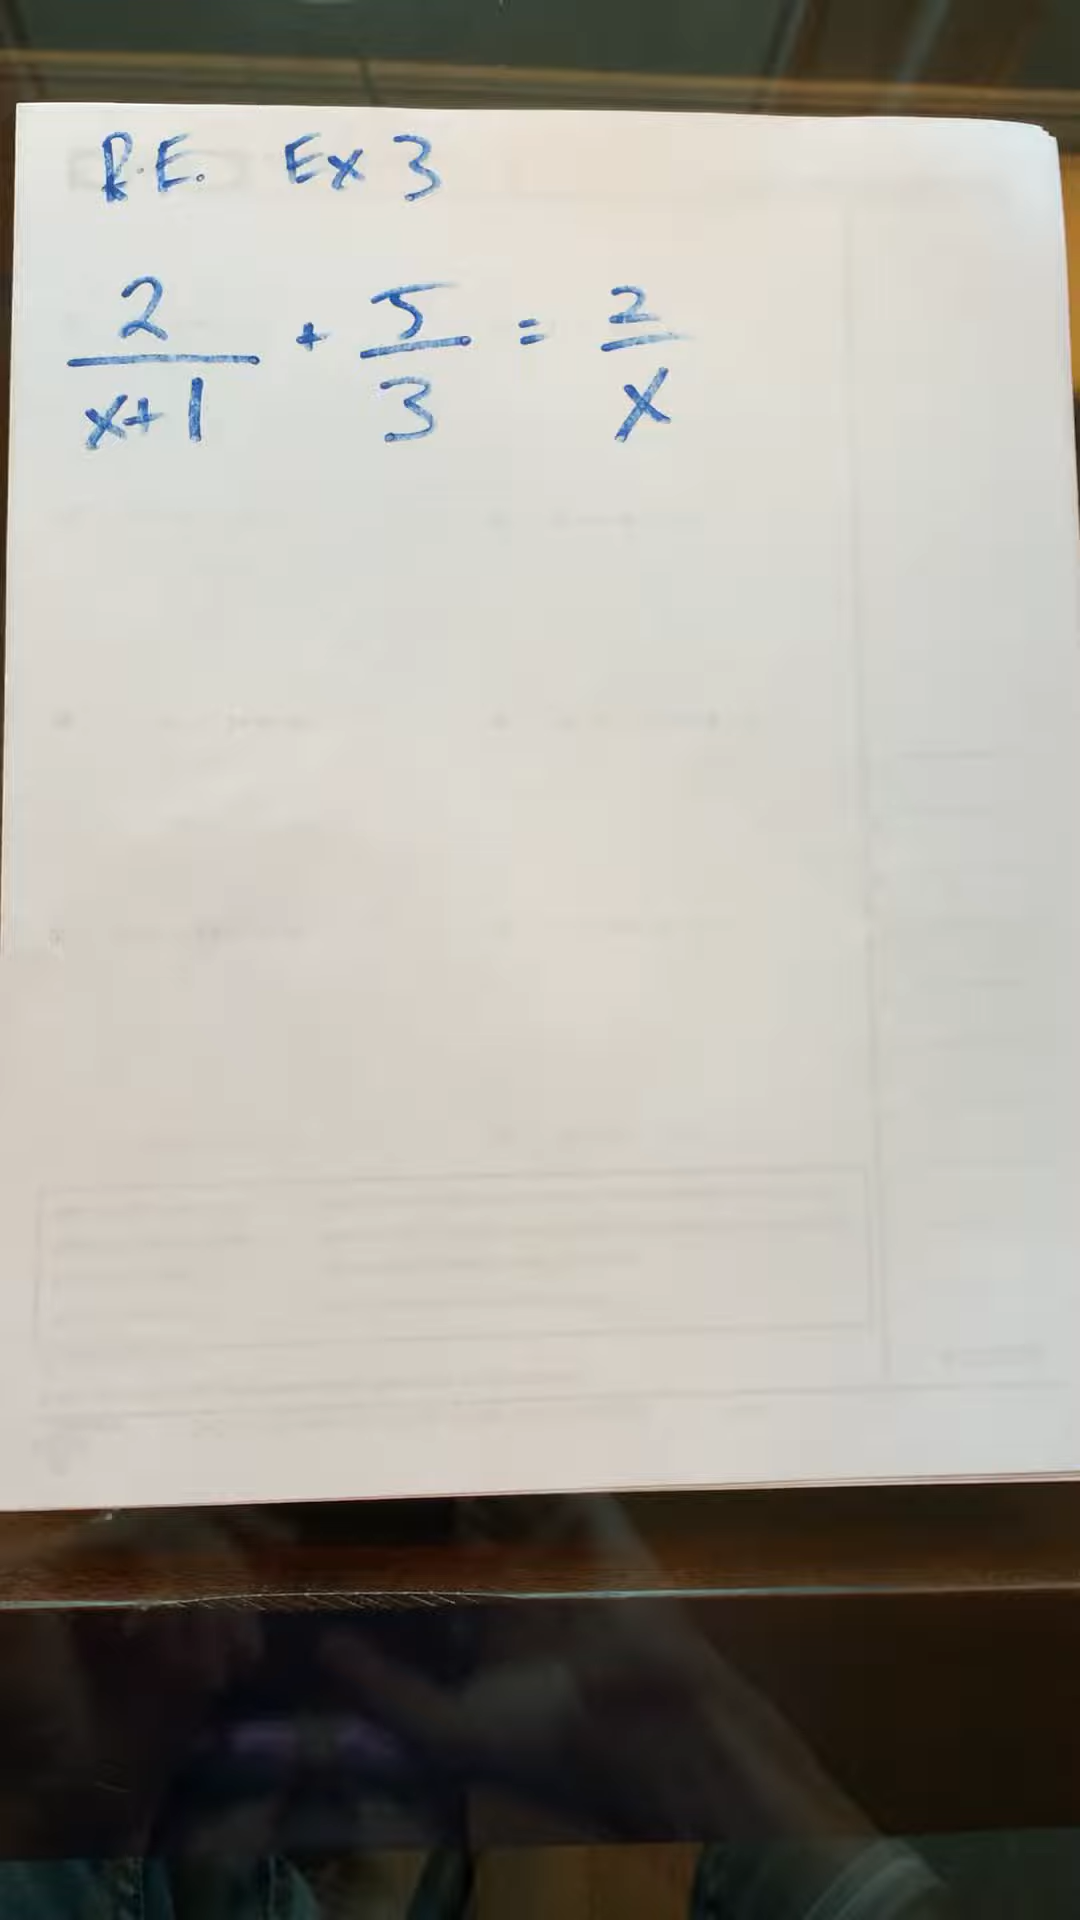 R.E. Ex 3
2/(x+1) + 5/3 = 2/x